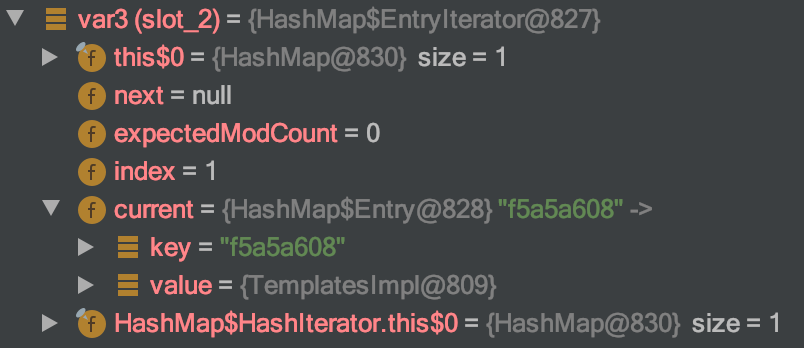 var3 (slot_2) = {HashMap$EntryIterator@827}
f this$0 = {HashMap@830} size = 1
f next = null
f expectedModCount = 0
f index = 1
f current = {HashMap$Entry@828} "f5a5a608" ->
key = "f5a5a608"
value = {TemplatesImpl@809}
f HashMap$HashIterator.this$0 = {HashMap@830} size = 1